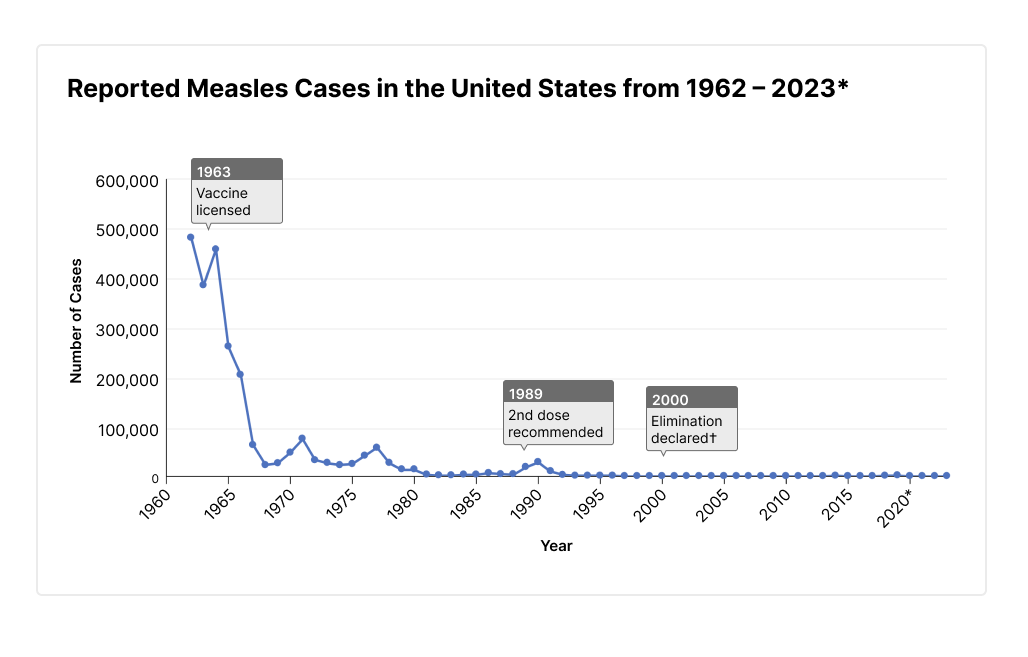 Reported Measles Cases in the United States from 1962 – 2023*
1963
Vaccine
licensed
600,000
500,000
400,000
300,000
200,000
100,000
0
Number of Cases
1989
2nd dose
recommended
2000
Elimination
declared†
1960
1965
1970
1975
1980
1985
1990
1995
2000
2005
2010
2015
2020*
Year